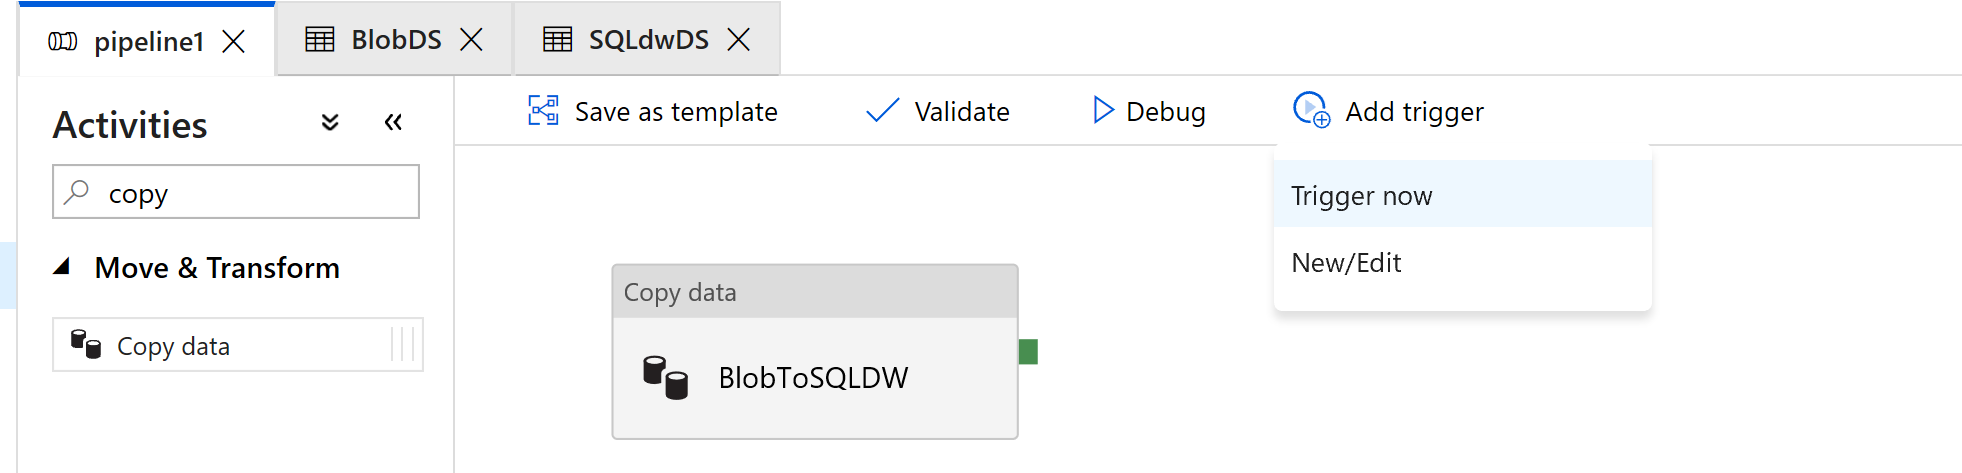 pipeline1 BlobDS SQLdwDS
Activities
copy
Move & Transform
Copy data
Save as template Validate Debug Add trigger
Trigger now
New/Edit
Copy data
BlobToSQLDW